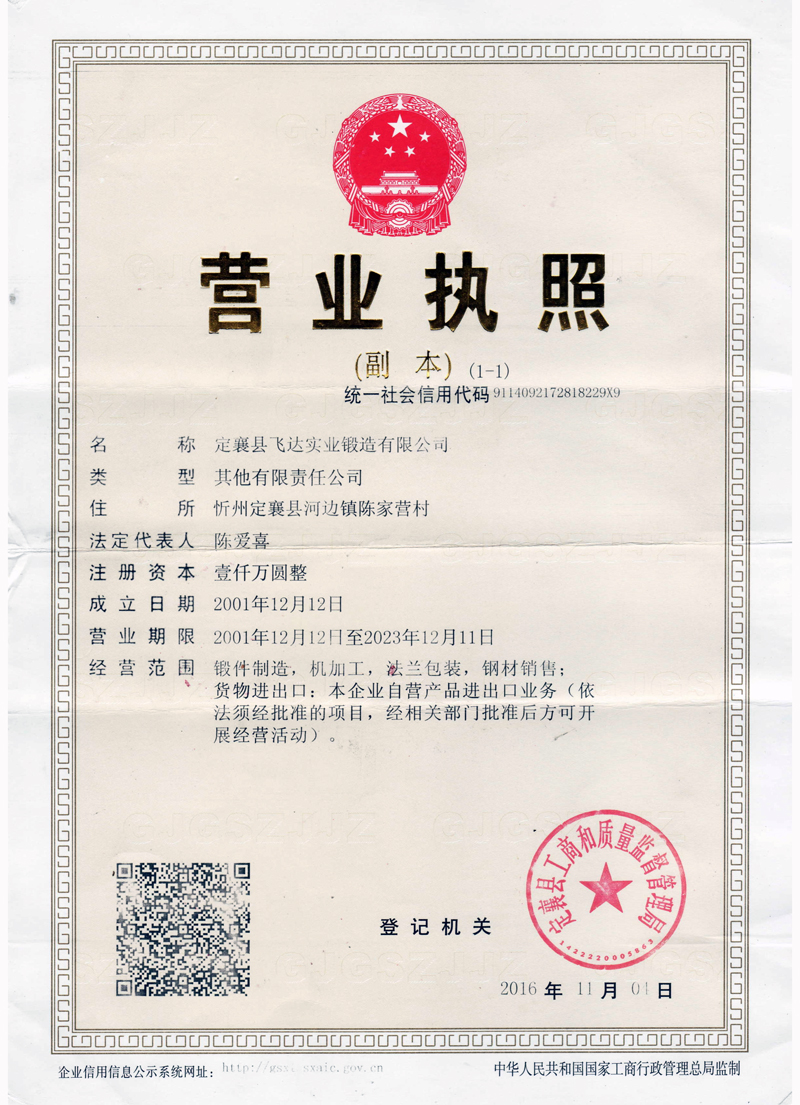 营业执照
(副 本) (1-1)
统一社会信用代码 9114092172818229X9
名 称 定襄县飞达实业锻造有限公司
类 型 其他有限责任公司
住 所 忻州定襄县河边镇陈家营村
法定代表人 陈爱喜
注册资本 壹仟万圆整
成立日期 2001年12月12日
营业期限 2001年12月12日至2023年12月11日
经营范围 锻件制造，机加工，法兰包装，钢材销售；
货物进出口：本企业自营产品进出口业务（依
法须经批准的项目，经相关部门批准后方可开
展经营活动）。
定襄县工商和质量监督管理局
1422220005863
登记机关
2016 年 11 月 01 日
企业信用信息公示系统网址：
中华人民共和国国家工商行政管理总局监制